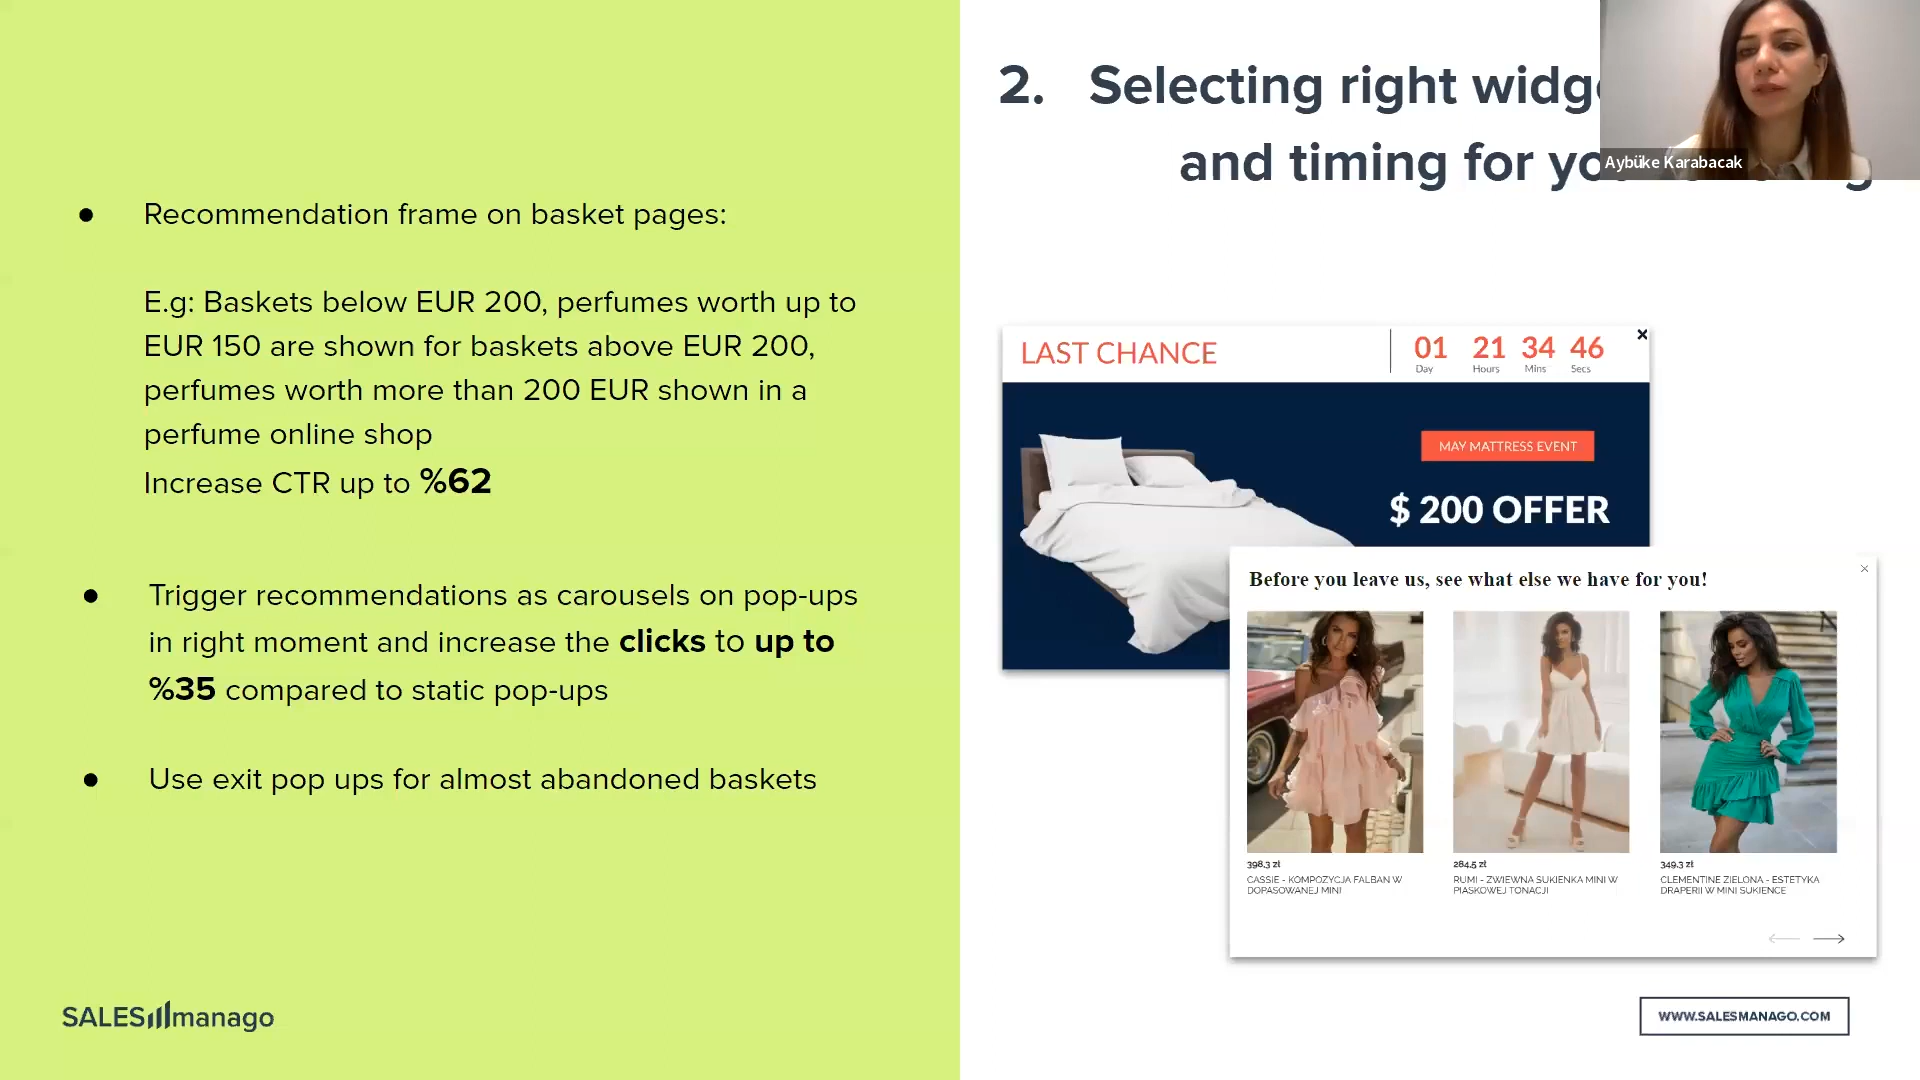 ● Recommendation frame on basket pages:
E.g: Baskets below EUR 200, perfumes worth up to
EUR 150 are shown for baskets above EUR 200,
perfumes worth more than 200 EUR shown in a
perfume online shop
Increase CTR up to %62
● Trigger recommendations as carousels on pop-ups
in right moment and increase the clicks to up to
%35 compared to static pop-ups
● Use exit pop ups for almost abandoned baskets
SALESmanago
2. Selecting right
and timing for
Aybüke Karabacak
LAST CHANCE
01 21 34 46
Day Hours Mins Secs
MAY MATTRESS EVENT
$ 200 OFFER
Before you leave us, see what else we have for you!
398.3 zł
CASSIE - KOMPOZYCJA FALBAN W
DOPASOWANEJ MINI
284.5 zł
RUMI - ZWIEWNA SUKIENKA MINI W
PIASKOWEJ TONACJI
349.3 zł
CLEMENTINE ZIELONA - ESTETYKA
DRAPERII W MINI SUKIENCE
WWW.SALESMANAGO.COM